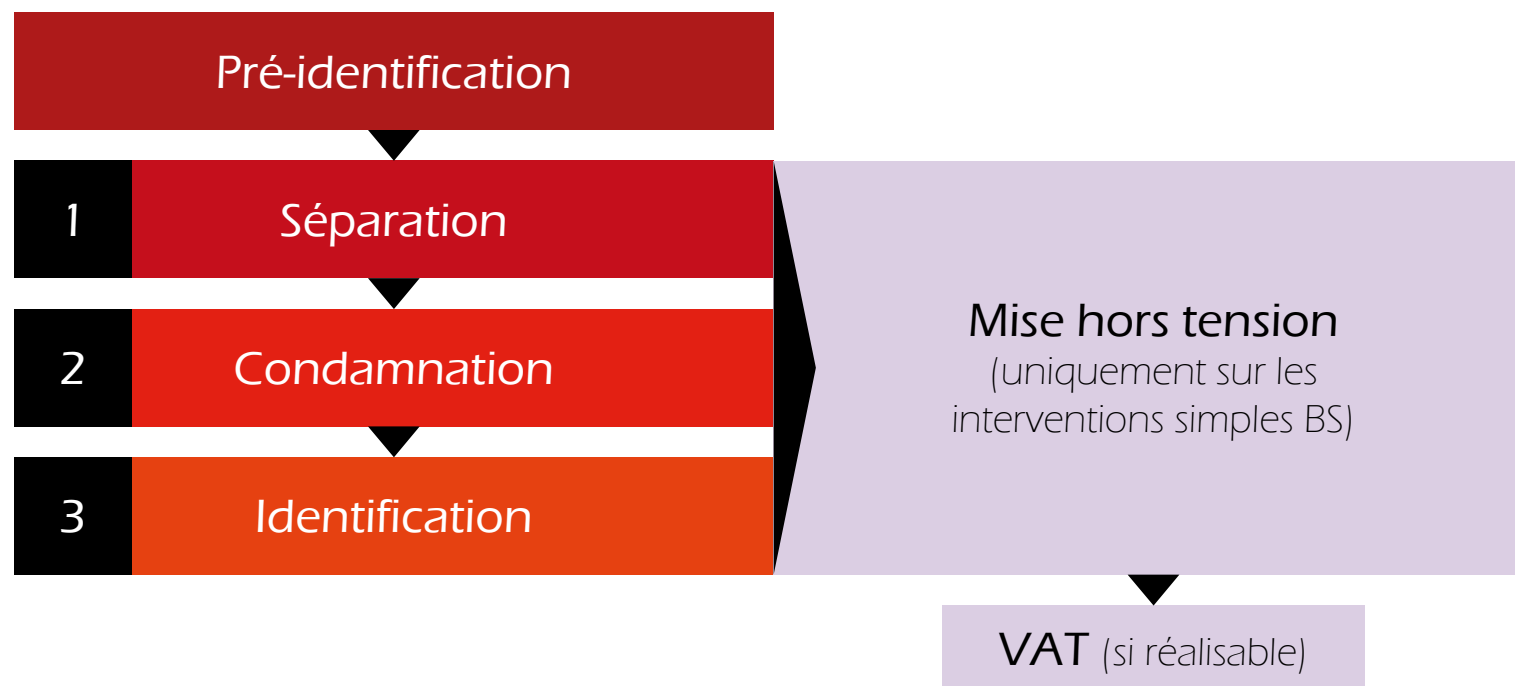 Pré-identification
1 Séparation
2 Condamnation
3 Identification
Mise hors tension
(uniquement sur les
interventions simples BS)
VAT (si réalisable)